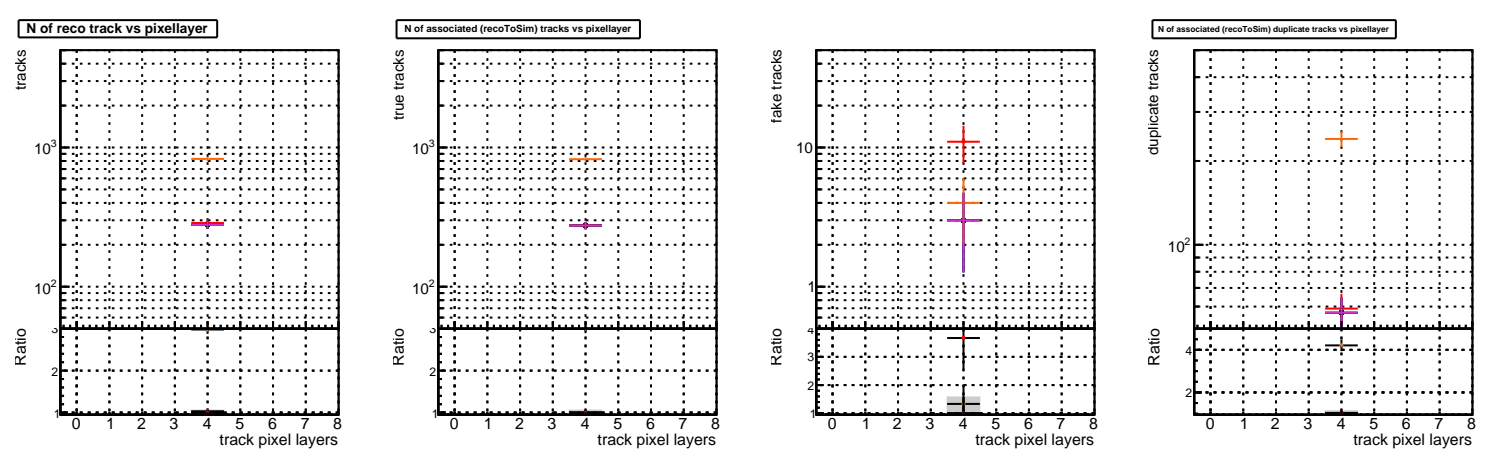 N of reco track vs pixellayer
tracks
10³
10²
Ratio
3
2
1
0 1 2 3 4 5 6 7 8
track pixel layers
N of associated (recoToSim) tracks vs pixellayer
true tracks
10³
10²
Ratio
3
2
1
0 1 2 3 4 5 6 7 8
track pixel layers
fake tracks
10
1
Ratio
4
3
2
1
0 1 2 3 4 5 6 7 8
track pixel layers
N of associated (recoToSim) duplicate tracks vs pixellayer
duplicate tracks
10²
Ratio
4
2
0 1 2 3 4 5 6 7 8
track pixel layers